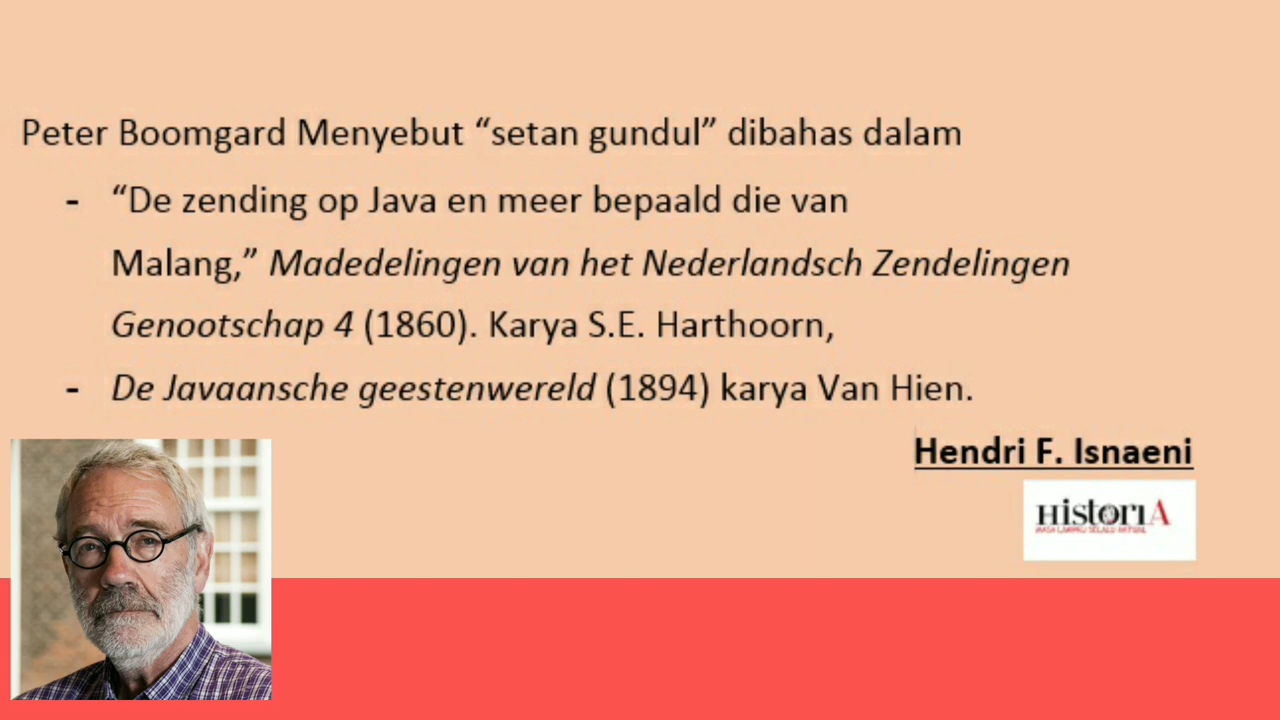 Peter Boomgard Menyebut “setan gundul” dibahas dalam
- “De zending op Java en meer bepaald die van
Malang,” Madedelingen van het Nederlandsch Zendelingen
Genootschap 4 (1860). Karya S.E. Harthoorn,
- De Javaansche geestenwereld (1894) karya Van Hien.
Hendri F. Isnaeni
HistoriA